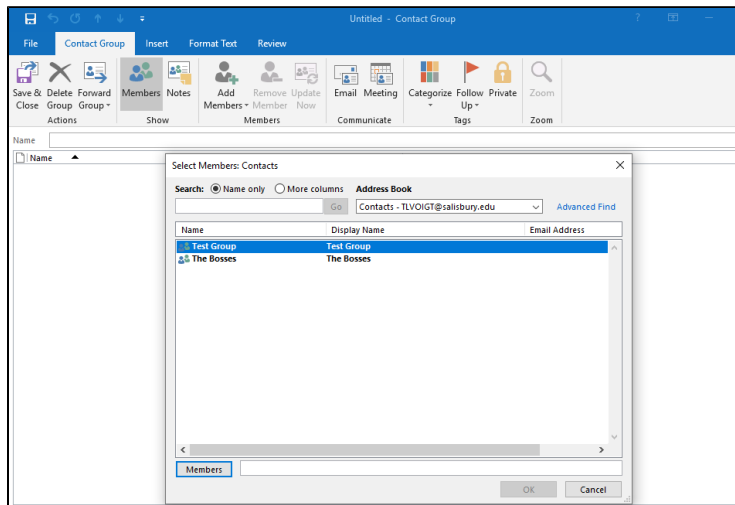 Untitled - Contact Group
?
File Contact Group Insert Format Text Review
Save & Delete Forward Members Notes Add Remove Update Email Meeting Categorize Follow Private Zoom
Close Group Group Members Member Now Up
Actions Show Members Communicate Tags Zoom
Name
Name
Select Members: Contacts
Search: Name only More columns Address Book
Go Contacts - TLVOIGT@salisbury.edu Advanced Find
Name Display Name Email Address
Test Group Test Group
The Bosses The Bosses
Members
OK Cancel